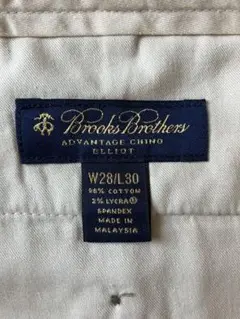 Brooks Brothers
ADVANTAGE CHINO
ELLIOT
W28/L30
98% COTTON
2% LYCRA®
SPANDEX
MADE IN
MALAYSIA